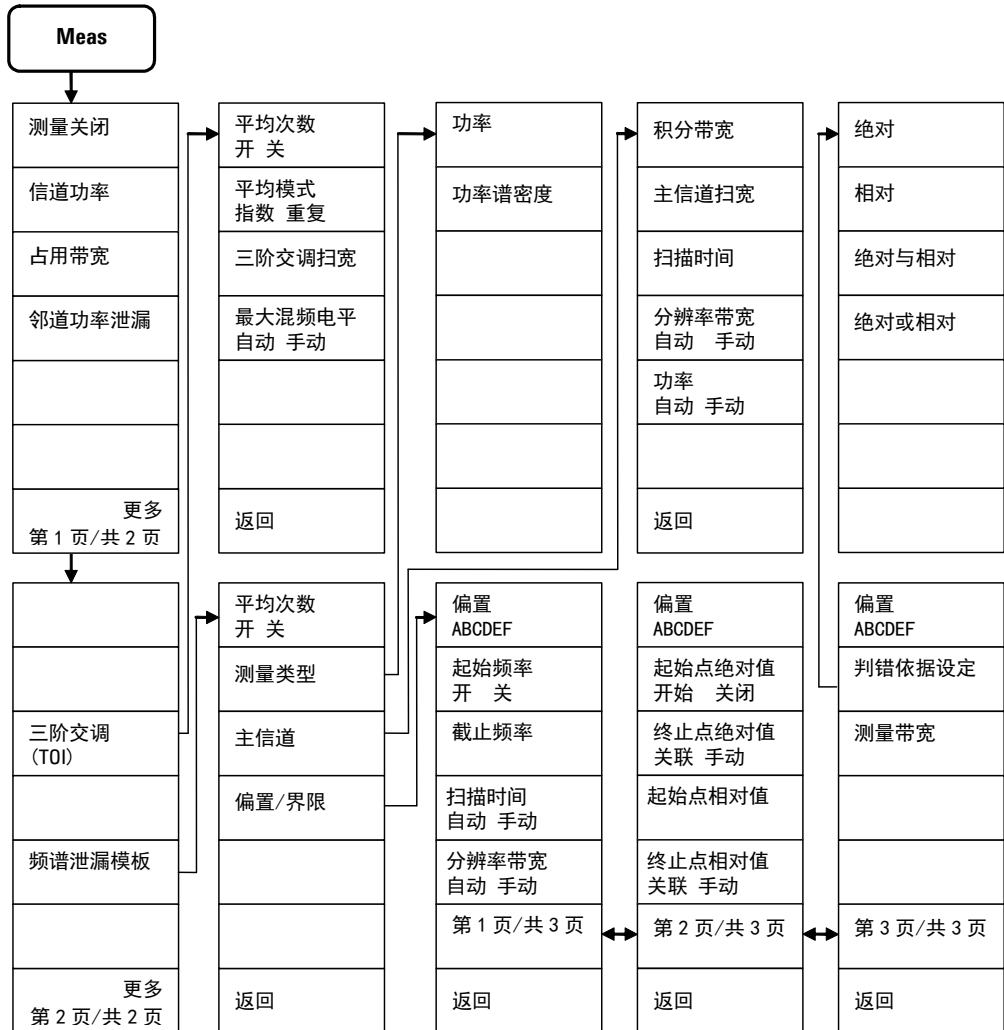 Meas
测量关闭
信道功率
占用带宽
邻道功率泄漏
更多
第 1 页/共 2 页
平均次数
开 关
平均模式
指数 重复
三阶交调扫宽
最大混频电平
自动 手动
返回
功率
功率谱密度
积分带宽
主信道扫宽
扫描时间
分辨率带宽
自动 手动
功率
自动 手动
返回
绝对
相对
绝对与相对
绝对或相对
三阶交调
(TOI)
频谱泄漏模板
更多
第 2 页/共 2 页
平均次数
开 关
测量类型
主信道
偏置/界限
返回
偏置
ABCDEF
起始频率
开 关
截止频率
扫描时间
自动 手动
分辨率带宽
自动 手动
第 1 页/共 3 页
返回
偏置
ABCDEF
起始点绝对值
开始 关闭
终止点绝对值
关联 手动
起始点相对值
终止点相对值
关联 手动
第 2 页/共 3 页
返回
偏置
ABCDEF
判错依据设定
测量带宽
第 3 页/共 3 页
返回